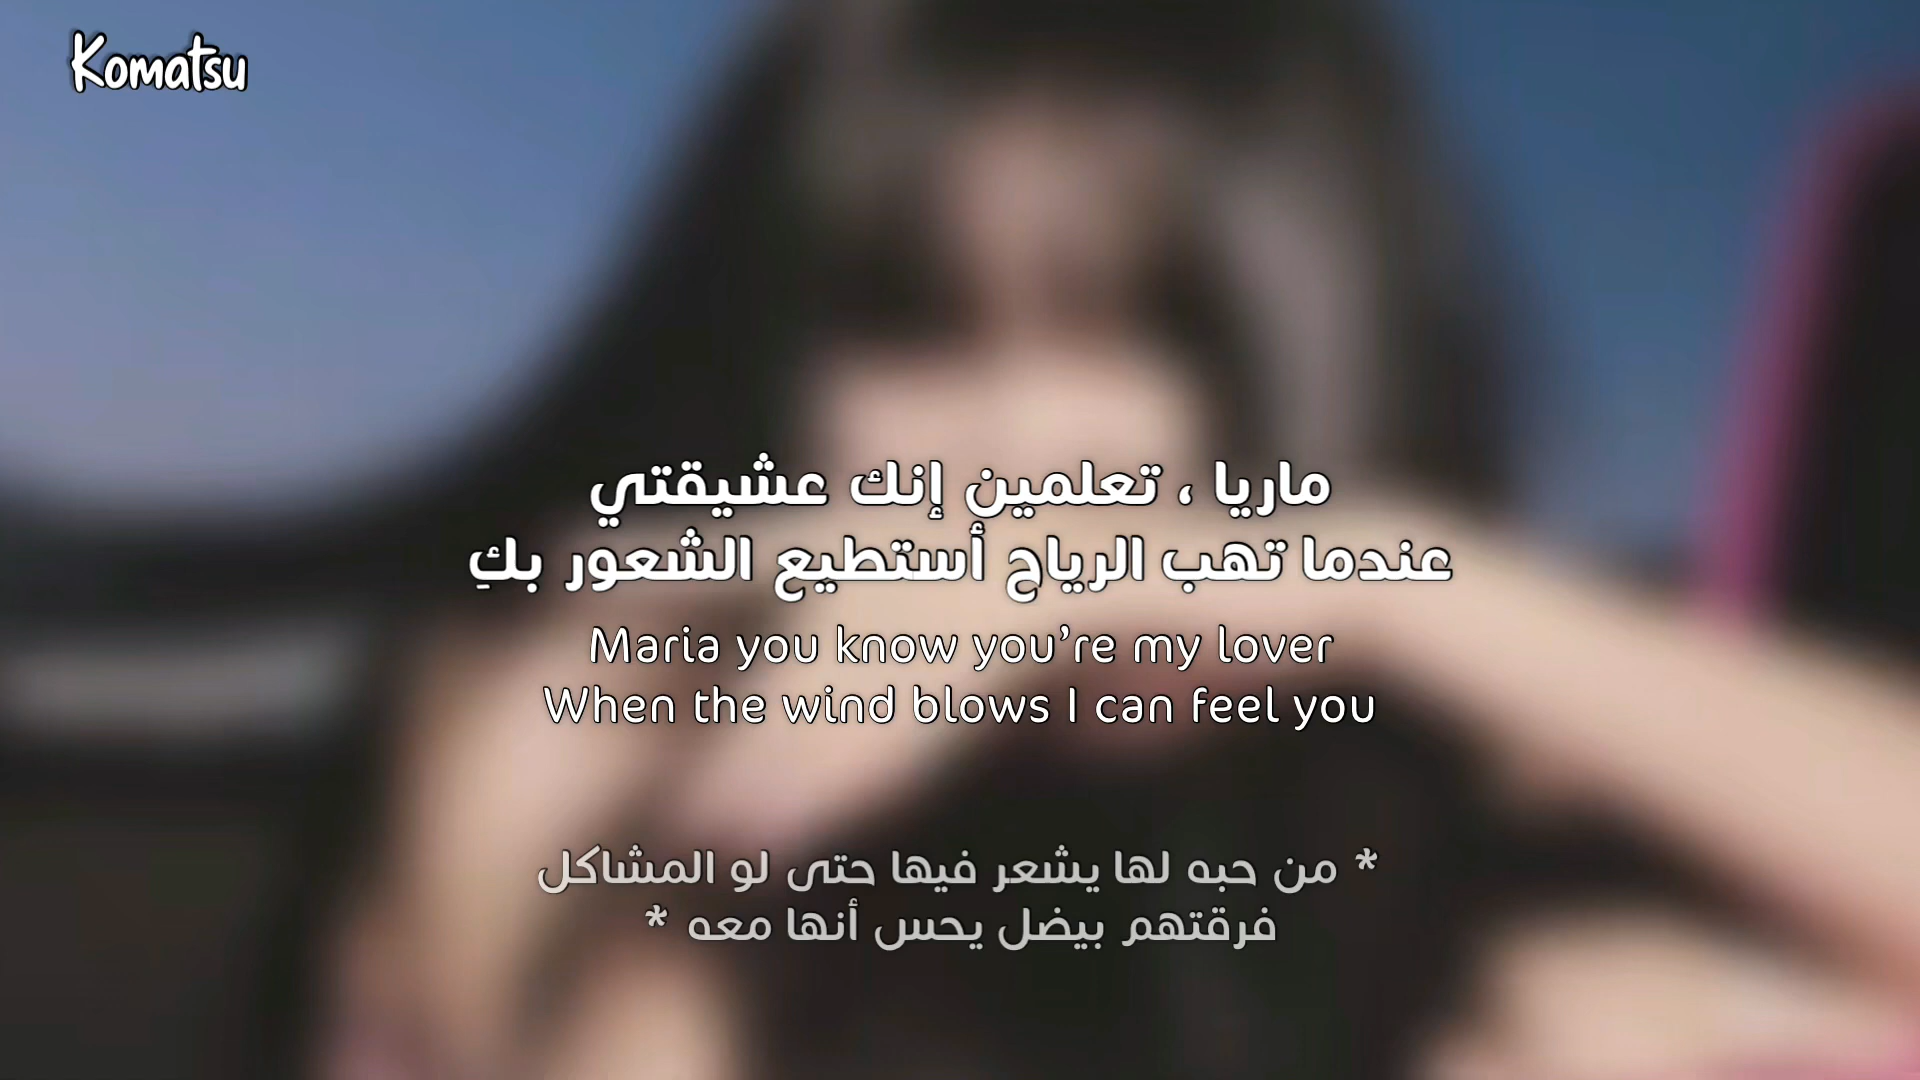 Komatsu
ماريا ، تعلمين إنك عشيقتي
عندما تهب الرياح أستطيع الشعور بكِ
Maria you know you’re my lover
When the wind blows I can feel you
* من حبه لها يشعر فيها حتى لو المشاكل
فرقتهم بيضل يحس أنها معه *